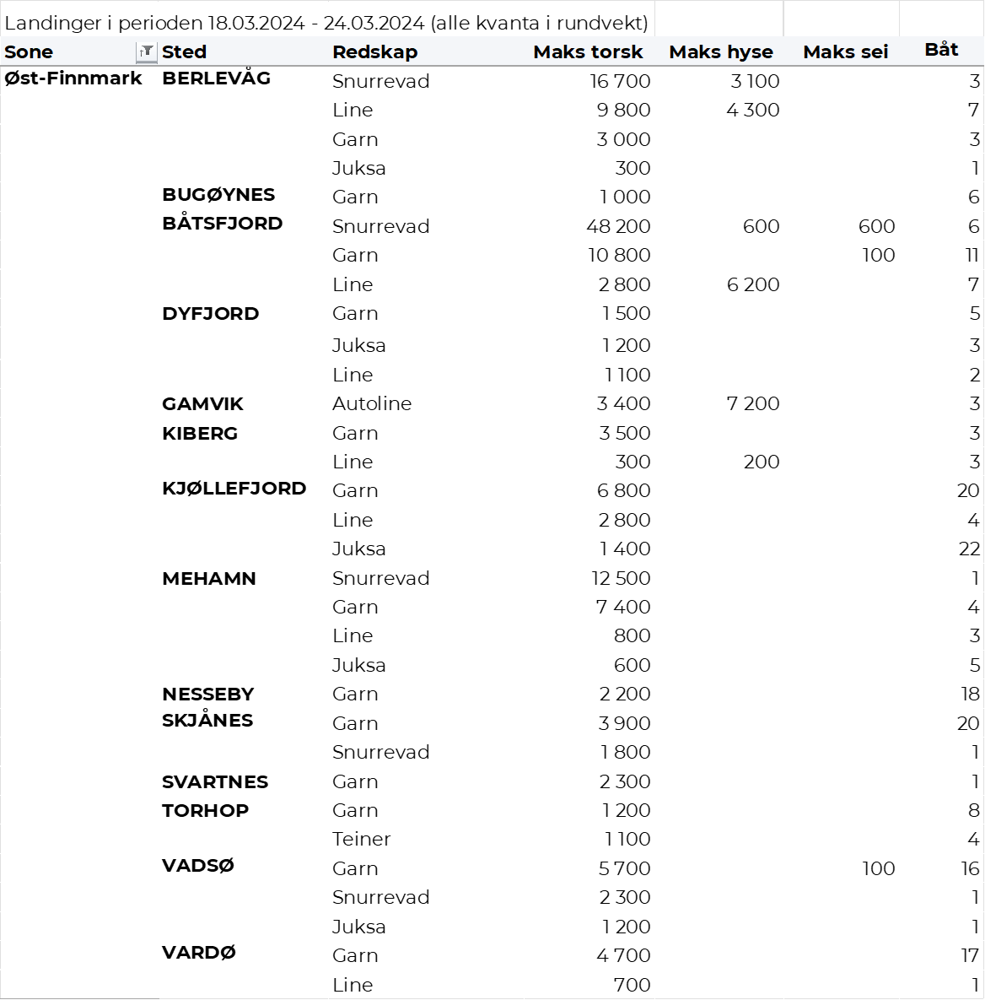 Landinger i perioden 18.03.2024 - 24.03.2024 (alle kvanta i rundvekt)
Sone Sted Redskap Maks torsk Maks hyse Maks sei Båt
Øst-Finnmark BERLEVÅG Snurrevad 16 700 3 100 3
Line 9 800 4 300 7
Garn 3 000 3
Juksa 300 1
BUGØYNES Garn 1 000 6
BÅTSFJORD Snurrevad 48 200 600 600 6
Garn 10 800 100 11
Line 2 800 6 200 7
DYFJORD Garn 1 500 5
Juksa 1 200 3
Line 1 100 2
GAMVIK Autoline 3 400 7 200 3
KIBERG Garn 3 500 3
Line 300 200 3
KJØLLEFJORD Garn 6 800 20
Line 2 800 4
Juksa 1 400 22
MEHAMN Snurrevad 12 500 1
Garn 7 400 4
Line 800 3
Juksa 600 5
NESSEBY Garn 2 200 18
SKJÅNES Garn 3 900 20
Snurrevad 1 800 1
SVARTNES Garn 2 300 1
TORHOP Garn 1 200 8
Teiner 1 100 4
VADSØ Garn 5 700 100 16
Snurrevad 2 300 1
Juksa 1 200 1
VARDØ Garn 4 700 17
Line 700 1